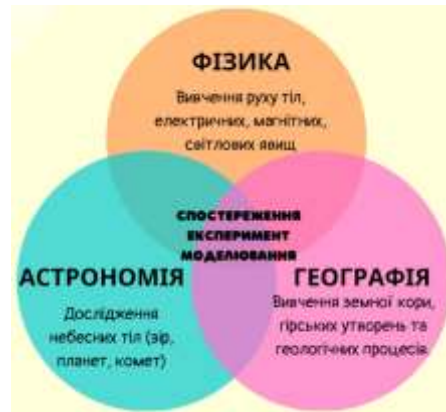 ФІЗИКА
Вивчення руху тіл,
електричних, магнітних,
світлових явищ
СПОСТЕРЕЖЕННЯ
ЕКСПЕРИМЕНТ
МОДЕЛЮВАННЯ
АСТРОНОМІЯ
Дослідження
небесних тіл (зір,
планет, комет)
ГЕОГРАФІЯ
Вивчення земної кори,
гірських утворень та
геологічних процесів